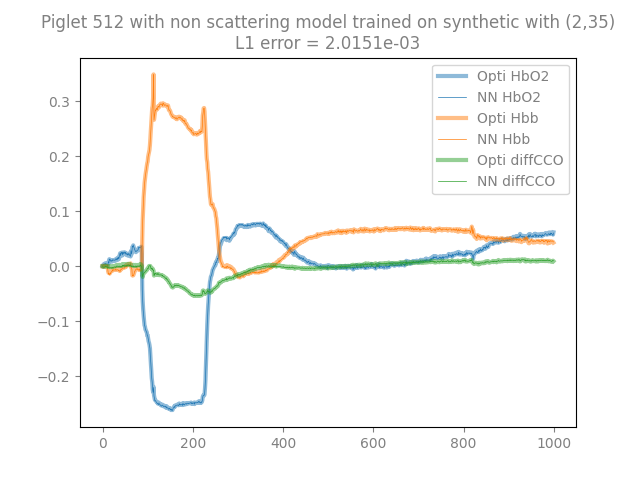 Piglet 512 with non scattering model trained on synthetic with (2,35)
L1 error = 2.0151e-03
Opti HbO2
NN HbO2
Opti Hbb
NN Hbb
Opti diffCCO
NN diffCCO
0.3
0.2
0.1
0.0
−0.1
−0.2
0
200
400
600
800
1000